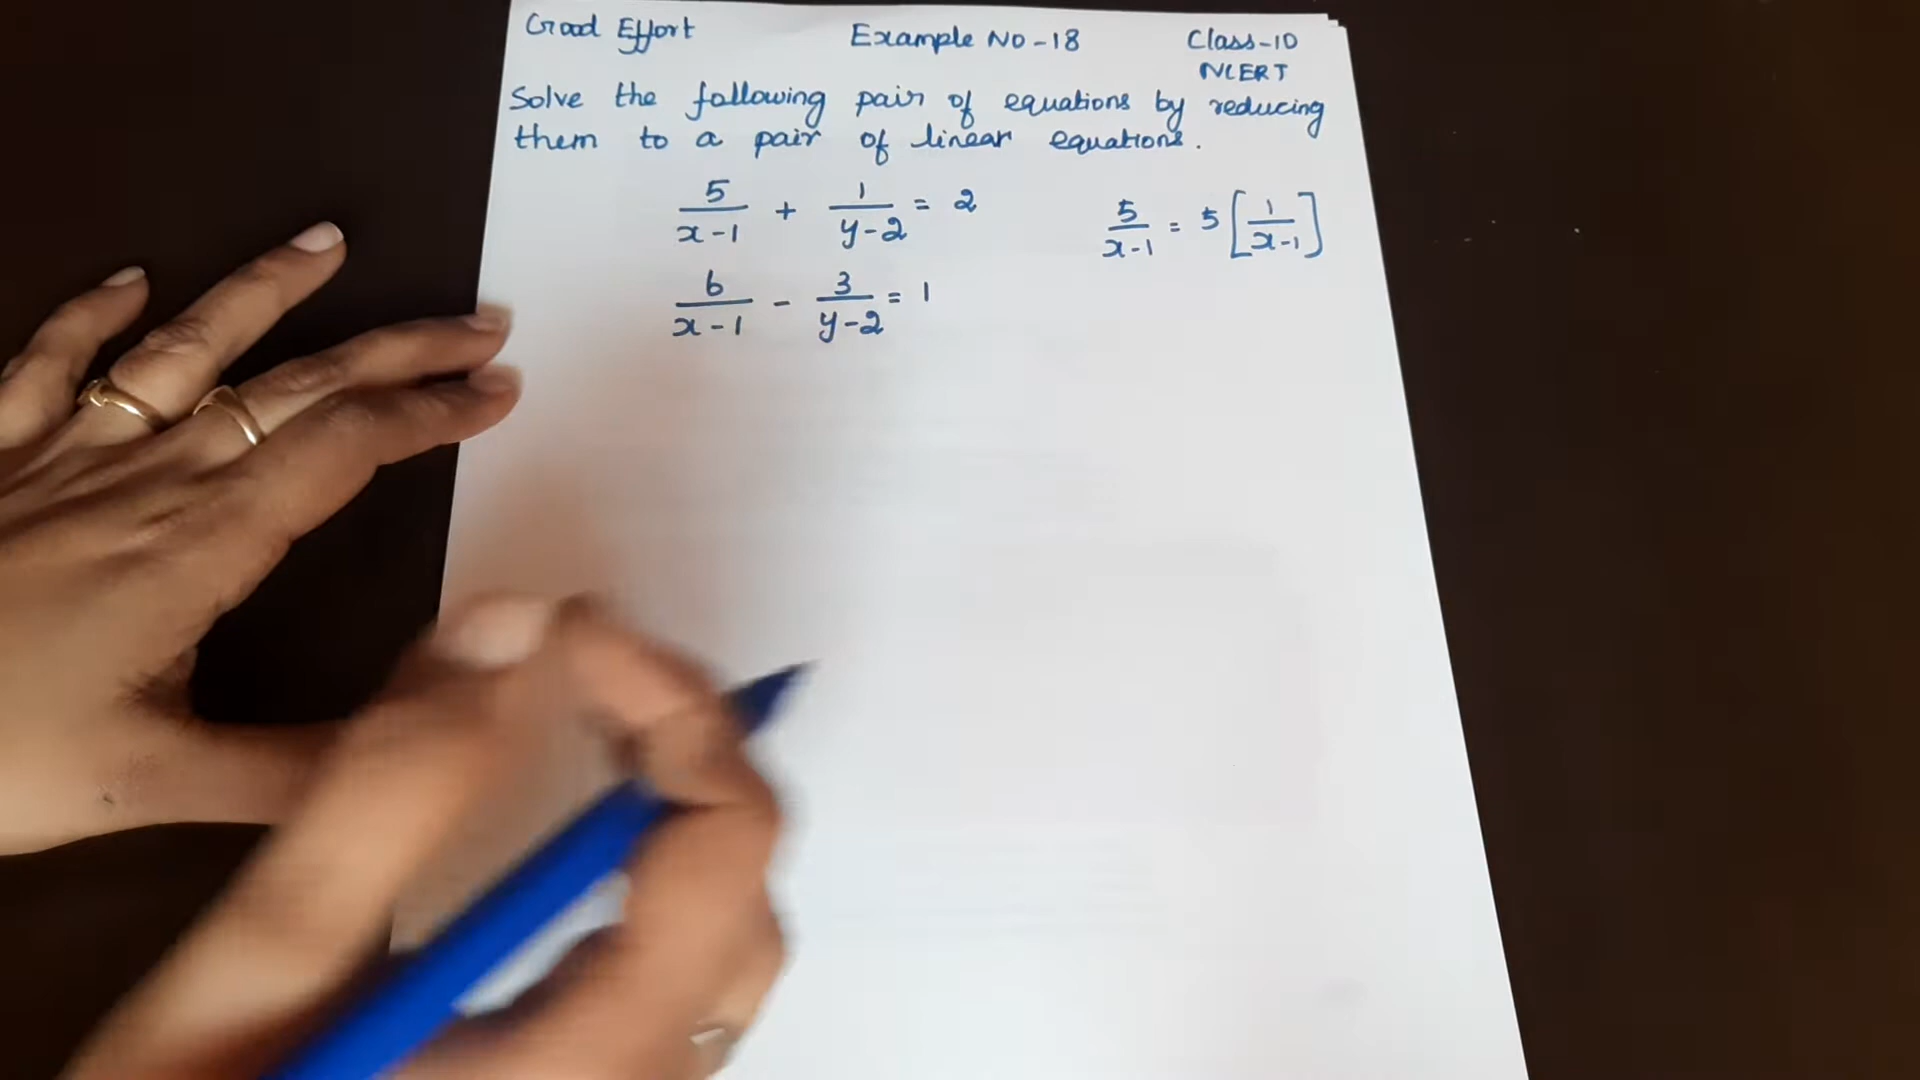 Good Effort Example No-18 Class-10
NCERT
Solve the following pair of equations by reducing
them to a pair of linear equations.
5/(x-1) + 1/(y-2) = 2
5/(x-1) = 5[1/(x-1)]
6/(x-1) - 3/(y-2) = 1